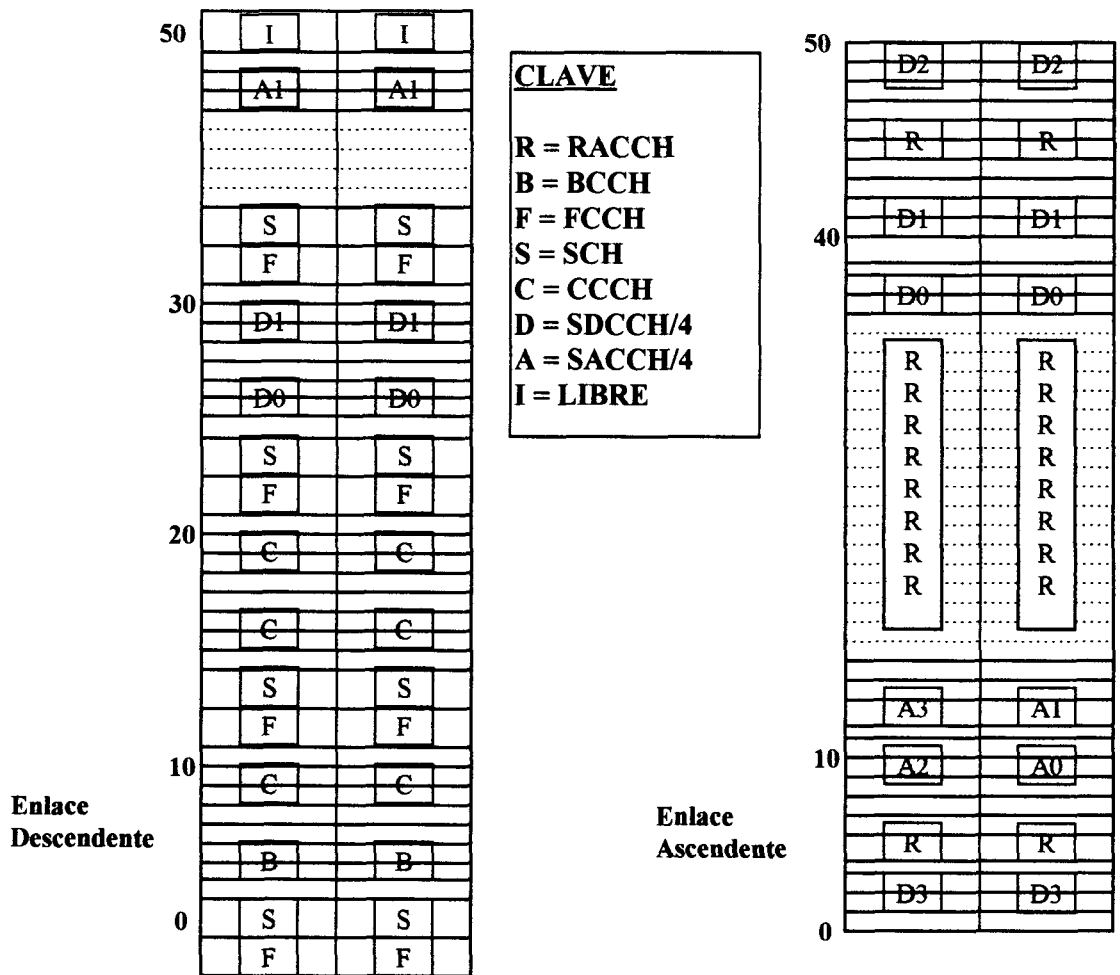 50
I I
A1 A1
S S
F F
30
D1 D1
D0 D0
S S
F F
20
C C
C C
S S
F F
10
C C
Enlace
Descendente
B B
0
S S
F F
CLAVE
R = RACCH
B = BCCH
F = FCCH
S = SCH
C = CCCH
D = SDCCH/4
A = SACCH/4
I = LIBRE
50
D2 D2
R R
D1 D1
40
D0 D0
R R
R R
R R
R R
R R
R R
R R
R R
A3 A1
10
A2 A0
Enlace
Ascendente
R R
D3 D3
0